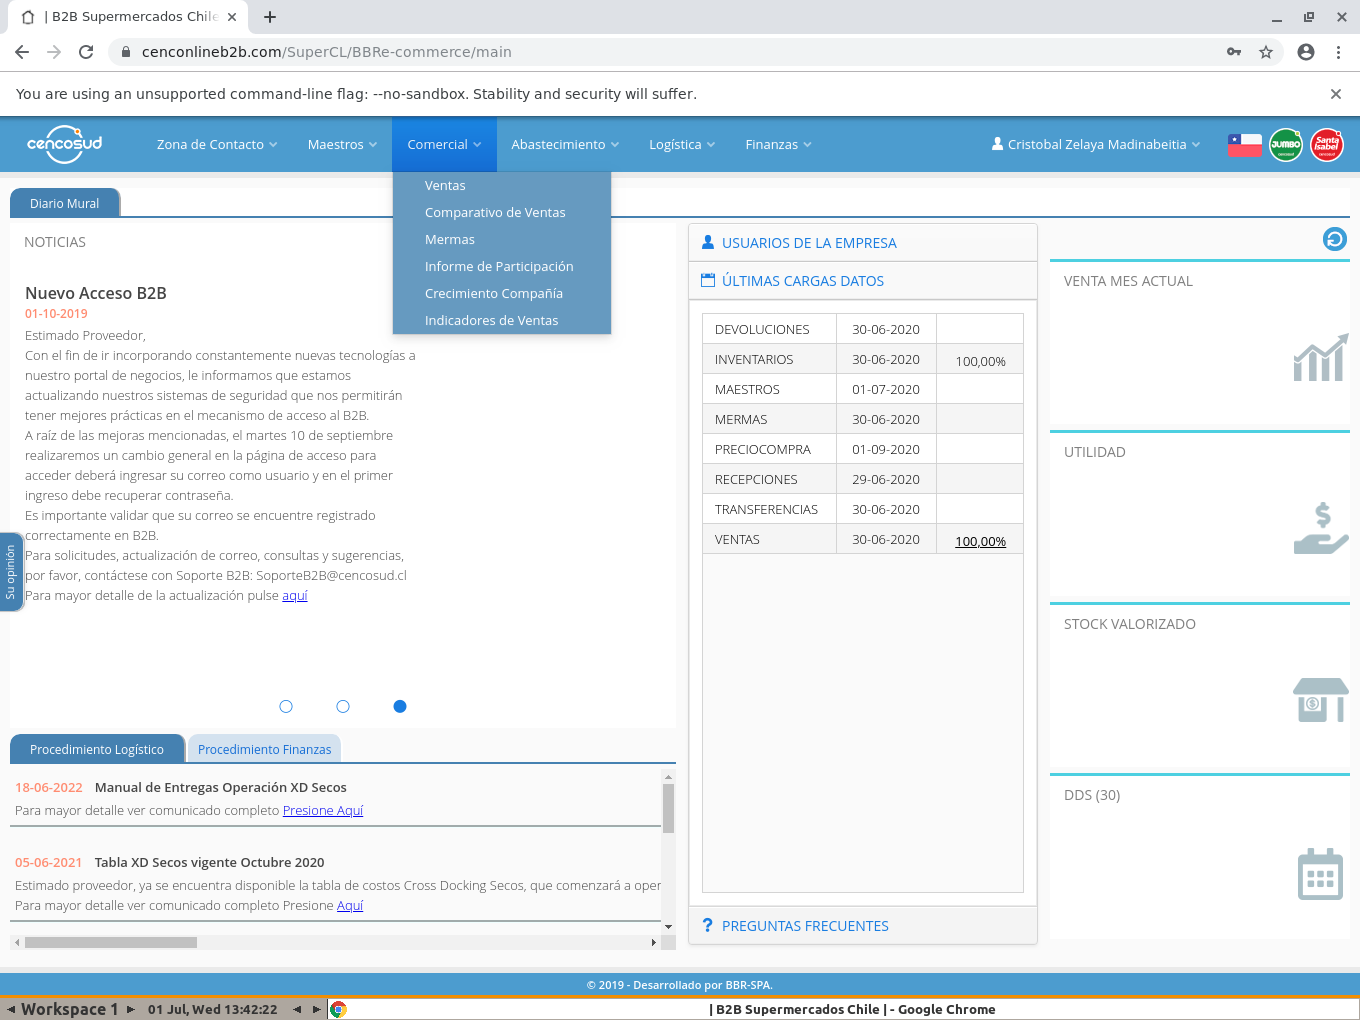 | B2B Supermercados Chile
cenconlineb2b.com/SuperCL/BBRe-commerce/main
You are using an unsupported command-line flag: --no-sandbox. Stability and security will suffer.
cencosud
Zona de Contacto
Maestros
Comercial
Abastecimiento
Logística
Finanzas
Cristobal Zelaya Madinabeitia
JUMBO
cencosud
Santa Isabel
cencosud
Ventas
Comparativo de Ventas
Mermas
Informe de Participación
Crecimiento Compañía
Indicadores de Ventas
Diario Mural
NOTICIAS
Nuevo Acceso B2B
01-10-2019
Estimado Proveedor,
Con el fin de ir incorporando constantemente nuevas tecnologías a
nuestro portal de negocios, le informamos que estamos
actualizando nuestros sistemas de seguridad que nos permitirán
tener mejores prácticas en el mecanismo de acceso al B2B.
A raíz de las mejoras mencionadas, el martes 10 de septiembre
realizaremos un cambio general en la página de acceso para
acceder deberá ingresar su correo como usuario y en el primer
ingreso debe recuperar contraseña.
Es importante validar que su correo se encuentre registrado
correctamente en B2B.
Para solicitudes, actualización de correo, consultas y sugerencias,
por favor, contáctese con Soporte B2B: SoporteB2B@cencosud.cl
Para mayor detalle de la actualización pulse aquí
Su opinión
USUARIOS DE LA EMPRESA
ÚLTIMAS CARGAS DATOS
DEVOLUCIONES 30-06-2020
INVENTARIOS 30-06-2020 100,00%
MAESTROS 01-07-2020
MERMAS 30-06-2020
PRECIOCOMPRA 01-09-2020
RECEPCIONES 29-06-2020
TRANSFERENCIAS 30-06-2020
VENTAS 30-06-2020 100,00%
PREGUNTAS FRECUENTES
VENTA MES ACTUAL
UTILIDAD
STOCK VALORIZADO
DDS (30)
Procedimiento Logístico
Procedimiento Finanzas
18-06-2022 Manual de Entregas Operación XD Secos
Para mayor detalle ver comunicado completo Presione Aquí
05-06-2021 Tabla XD Secos vigente Octubre 2020
Estimado proveedor, ya se encuentra disponible la tabla de costos Cross Docking Secos, que comenzará a oper
Para mayor detalle ver comunicado completo Presione Aquí
© 2019 - Desarrollado por BBR-SPA.
Workspace 1
01 Jul, Wed 13:42:22
| B2B Supermercados Chile | - Google Chrome